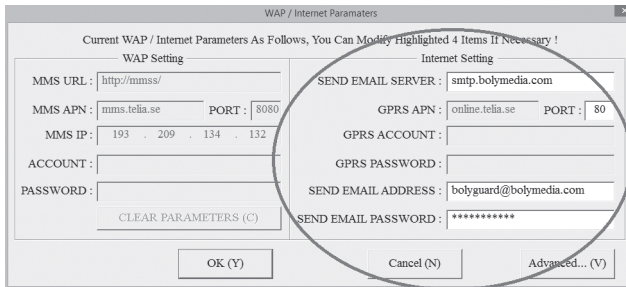 WAP / Internet Paramaters
Current WAP / Internet Parameters As Follows, You Can Modify Highlighted 4 Items If Necessary !
WAP Setting
MMS URL : http://mmss/
MMS APN : mms.telia.se PORT : 8080
MMS IP : 193 . 209 . 134 . 132
ACCOUNT :
PASSWORD :
CLEAR PARAMETERS (C)
Internet Setting
SEND EMAIL SERVER : smtp.bolymedia.com
GPRS APN : online.telia.se PORT : 80
GPRS ACCOUNT :
GPRS PASSWORD :
SEND EMAIL ADDRESS : bolyguard@bolymedia.com
SEND EMAIL PASSWORD : ***********
OK (Y) Cancel (N) Advanced... (V)